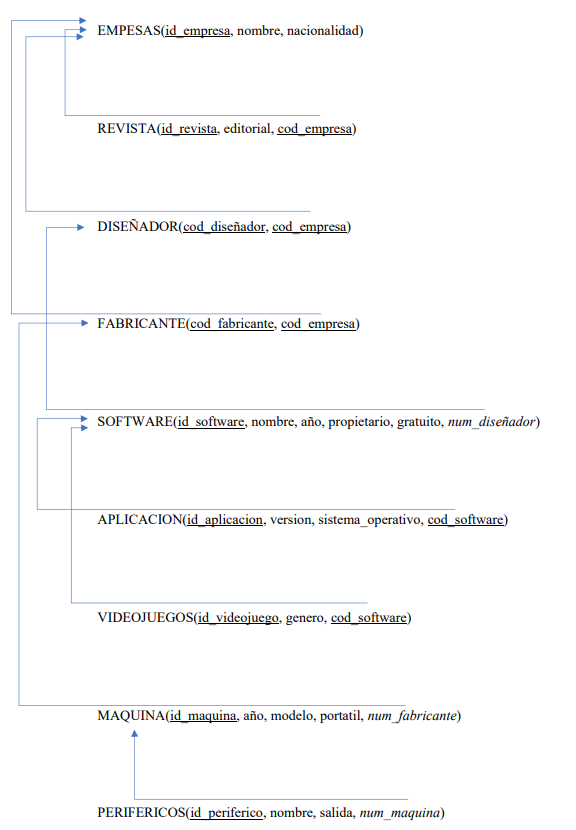 EMPESAS(id_empresa, nombre, nacionalidad)
REVISTA(id_revista, editorial, cod_empresa)
DISEÑADOR(cod_diseñador, cod_empresa)
FABRICANTE(cod_fabricante, cod_empresa)
SOFTWARE(id_software, nombre, año, propietario, gratuito, num_diseñador)
APLICACION(id_aplicacion, version, sistema_operativo, cod_software)
VIDEOJUEGOS(id_videojuego, genero, cod_software)
MAQUINA(id_maquina, año, modelo, portatil, num_fabricante)
PERIFERICOS(id_periferico, nombre, salida, num_maquina)